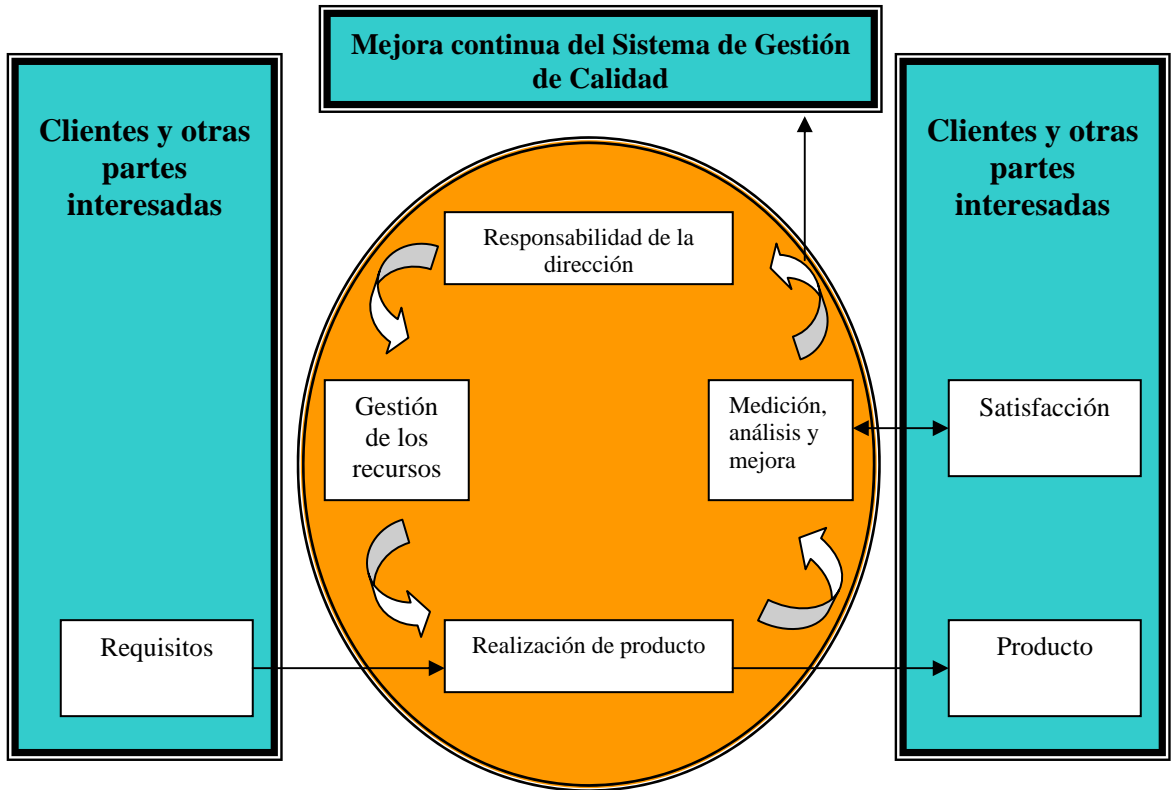 Mejora continua del Sistema de Gestión
de Calidad
Clientes y otras
partes
interesadas
Clientes y otras
partes
interesadas
Responsabilidad de la
dirección
Gestión
de los
recursos
Medición,
análisis y
mejora
Satisfacción
Requisitos
Realización de producto
Producto